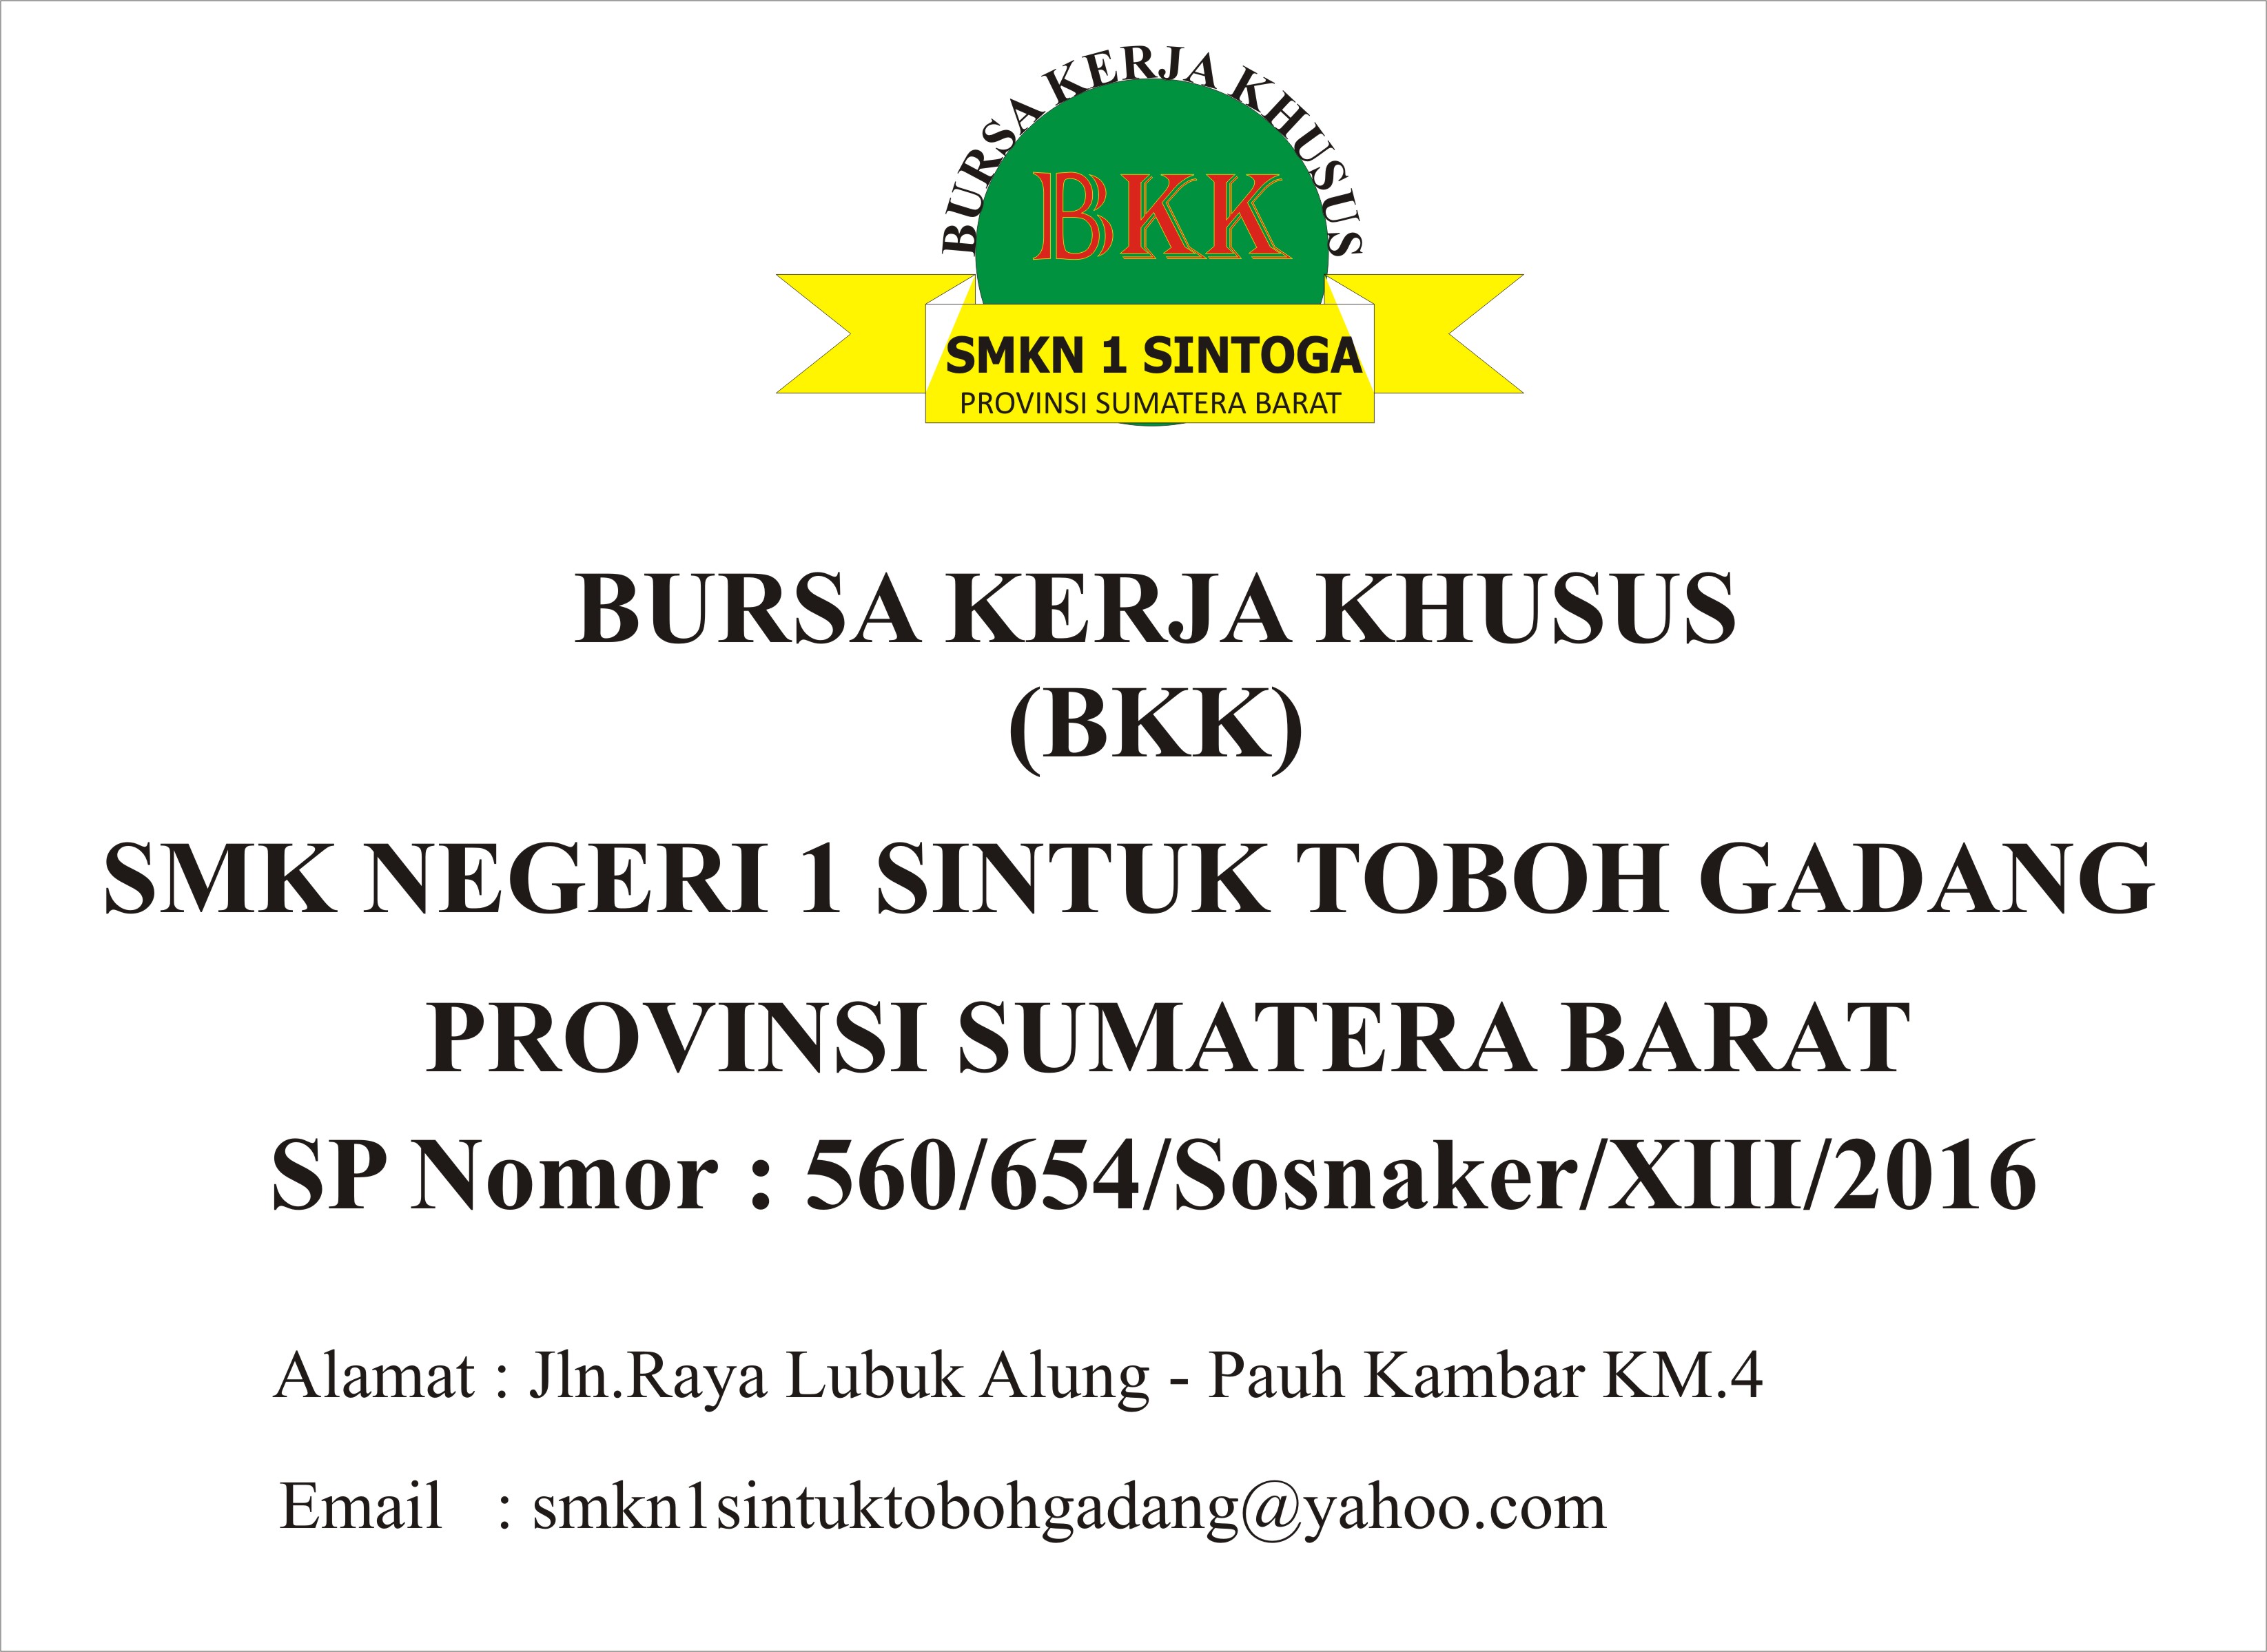 BURSA KERJA KHUSUS
BKK
SMKN 1 SINTOGA
PROVINSI SUMATERA BARAT
BURSA KERJA KHUSUS
(BKK)
SMK NEGERI 1 SINTUK TOBOH GADANG
PROVINSI SUMATERA BARAT
SP Nomor : 560/654/Sosnaker/XIII/2016
Alamat : Jln.Raya Lubuk Alung - Pauh Kambar KM.4
Email : smkn1sintuktobohgadang@yahoo.com